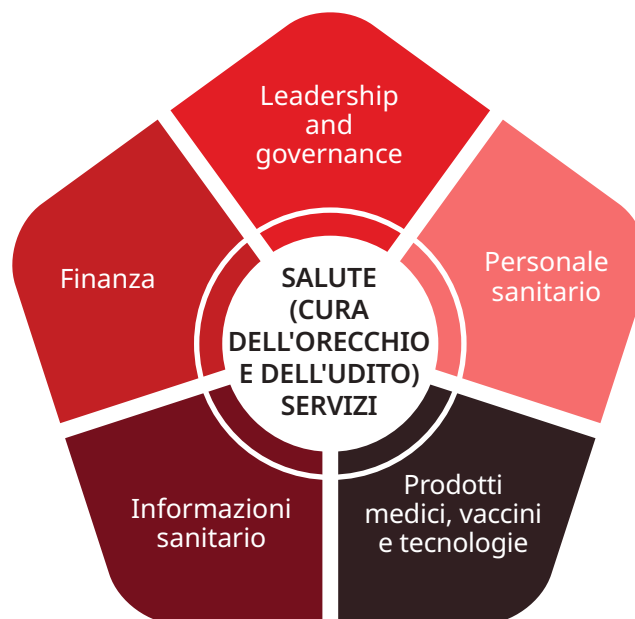 Leadership
and
governance
Finanza
Personale
sanitario
SALUTE
(CURA
DELL'ORECCHIO
E DELL'UDITO)
SERVIZI
Informazioni
sanitario
Prodotti
medici, vaccini
e tecnologie